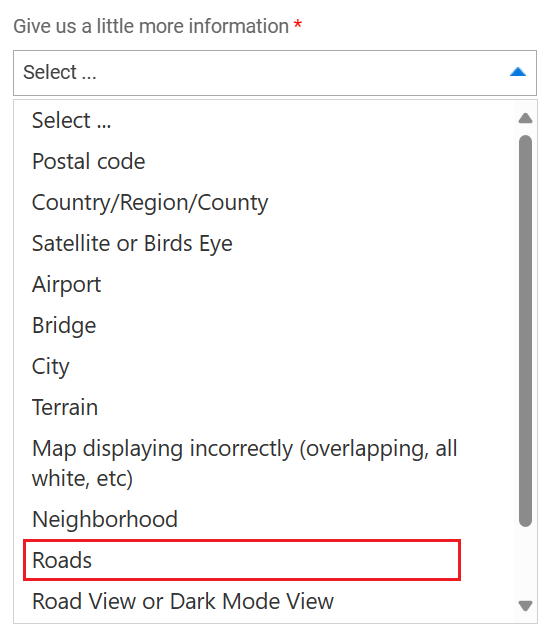 Give us a little more information *
Select ...
Select ...
Postal code
Country/Region/County
Satellite or Birds Eye
Airport
Bridge
City
Terrain
Map displaying incorrectly (overlapping, all
white, etc)
Neighborhood
Roads
Road View or Dark Mode View